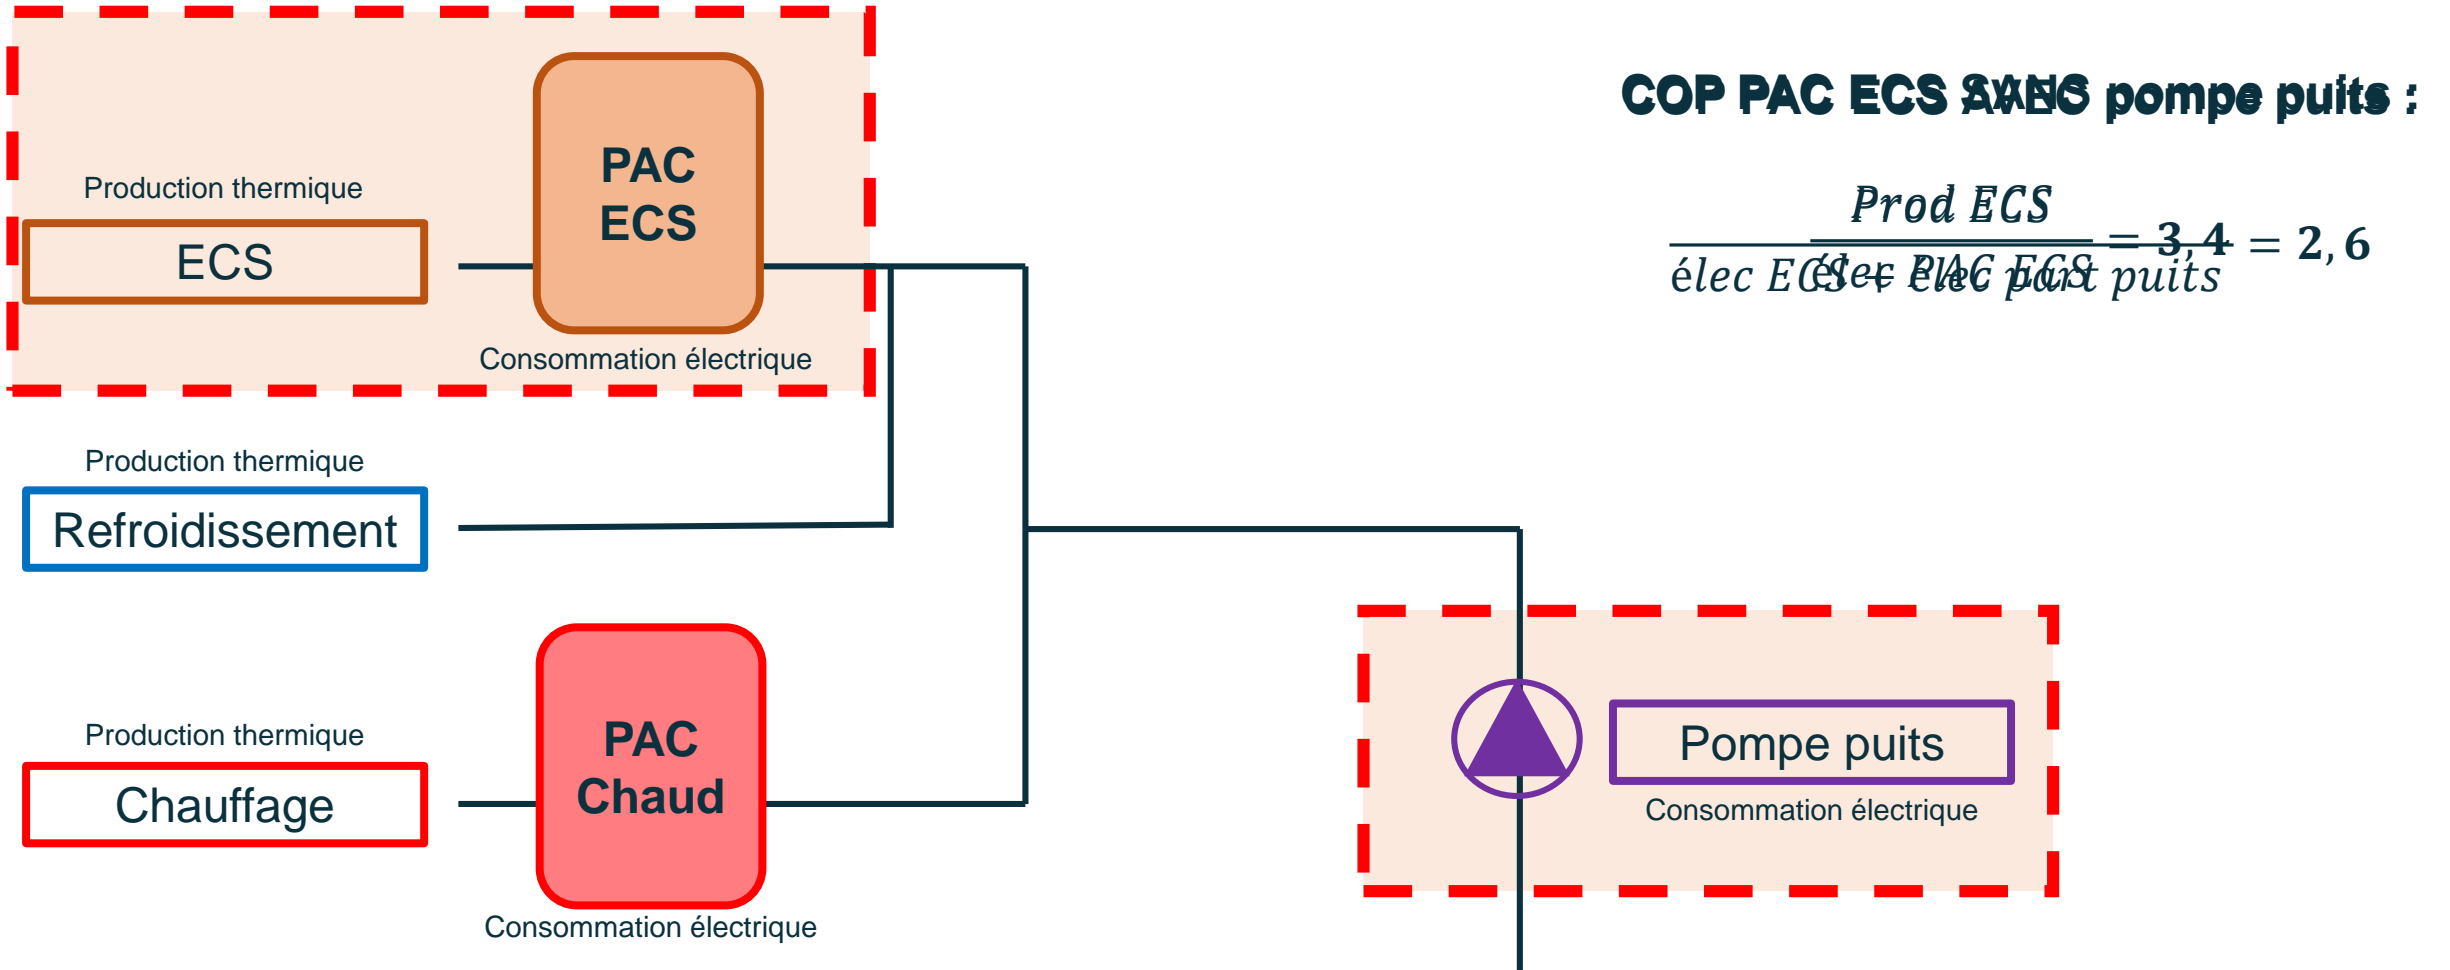 COP PAC ECS SANS pompe puits :
COP PAC ECS AVEC pompe puits :
Prod ECS
élec PAC ECS
= 3,4
Prod ECS
élec ECS + élec part puits
= 2,6
PAC
ECS
Production thermique
ECS
Consommation électrique
Production thermique
Refroidissement
Production thermique
Chauffage
PAC
Chaud
Consommation électrique
Pompe puits
Consommation électrique